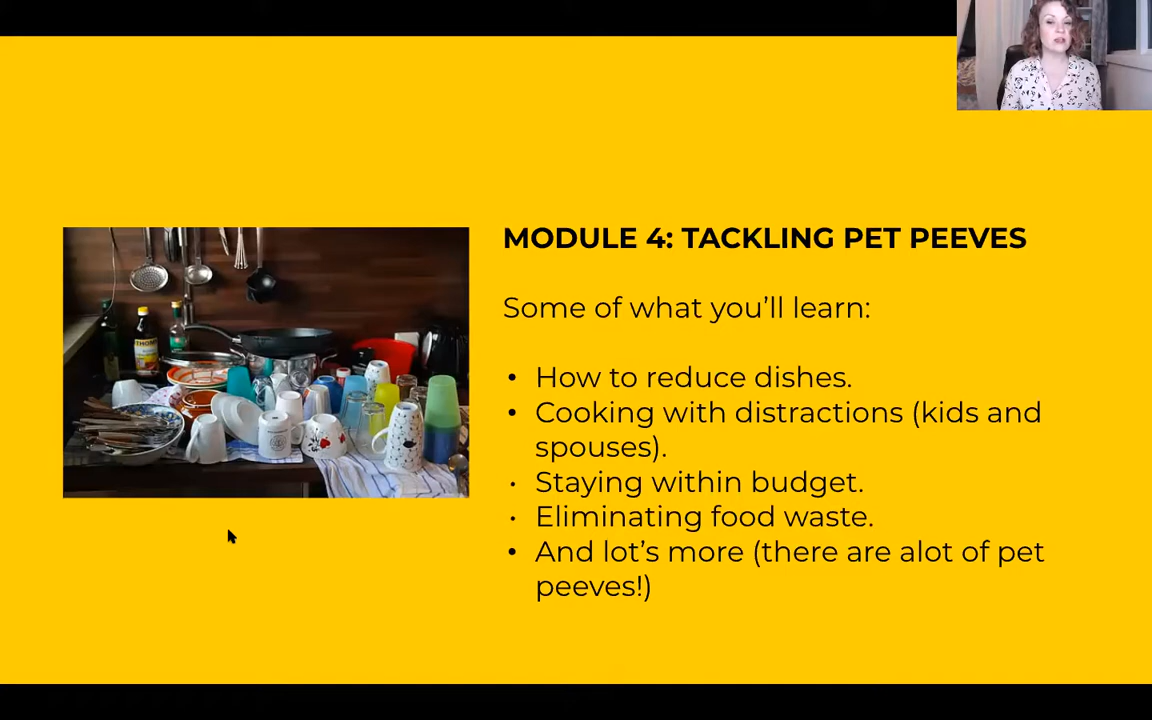 MODULE 4: TACKLING PET PEEVES
Some of what you'll learn:
• How to reduce dishes.
• Cooking with distractions (kids and
spouses).
• Staying within budget.
• Eliminating food waste.
• And lot's more (there are alot of pet
peeves!)